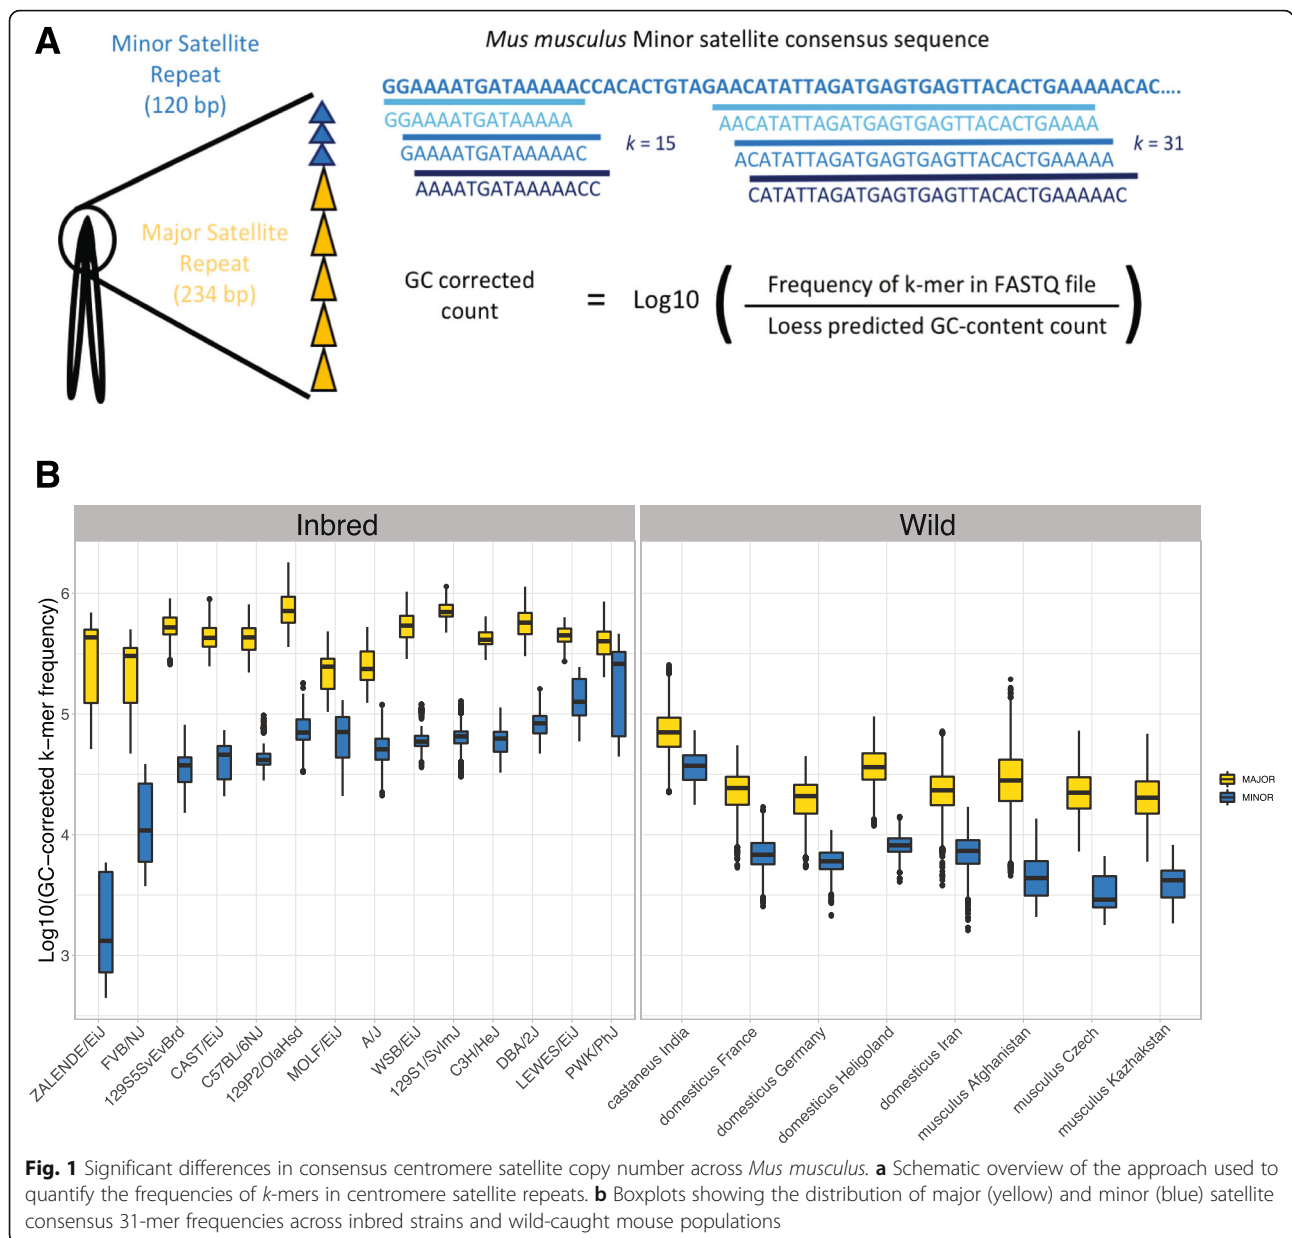 A
Minor Satellite
Repeat
(120 bp)
Major Satellite
Repeat
(234 bp)
Mus musculus Minor satellite consensus sequence
GGAAAATGATAAAAACCACACTGTAGAACATATTAGATGAGTGAGTTACACTGAAAAACAC....
GGAAAATGATAAAAA
GAAAATGATAAAAAC
AAAATGATAAAAACC
k = 15
AACATATTAGATGAGTGAGTTACACTGAAAA
ACATATTAGATGAGTGAGTTACACTGAAAAA
CATATTAGATGAGTGAGTTACACTGAAAAAC
k = 31
GC corrected
count
=
Log10
(
Frequency of k-mer in FASTQ file
Loess predicted GC-content count
)
B
Inbred
Wild
Log10(GC−corrected k−mer frequency)
6
5
4
3
ZALENDE/EiJ
FVB/NJ
129S5SvEvBrd
CAST/EiJ
C57BL/6NJ
129P2/OlaHsd
MOLF/EiJ
A/J
WSB/EiJ
129S1/SvImJ
C3H/HeJ
DBA/2J
LEWES/EiJ
PWK/PhJ
castaneus India
domesticus France
domesticus Germany
domesticus Heligoland
domesticus Iran
musculus Afghanistan
musculus Czech
musculus Kazhakstan
MAJOR
MINOR
Fig. 1 Significant differences in consensus centromere satellite copy number across Mus musculus. a Schematic overview of the approach used to
quantify the frequencies of k-mers in centromere satellite repeats. b Boxplots showing the distribution of major (yellow) and minor (blue) satellite
consensus 31-mer frequencies across inbred strains and wild-caught mouse populations